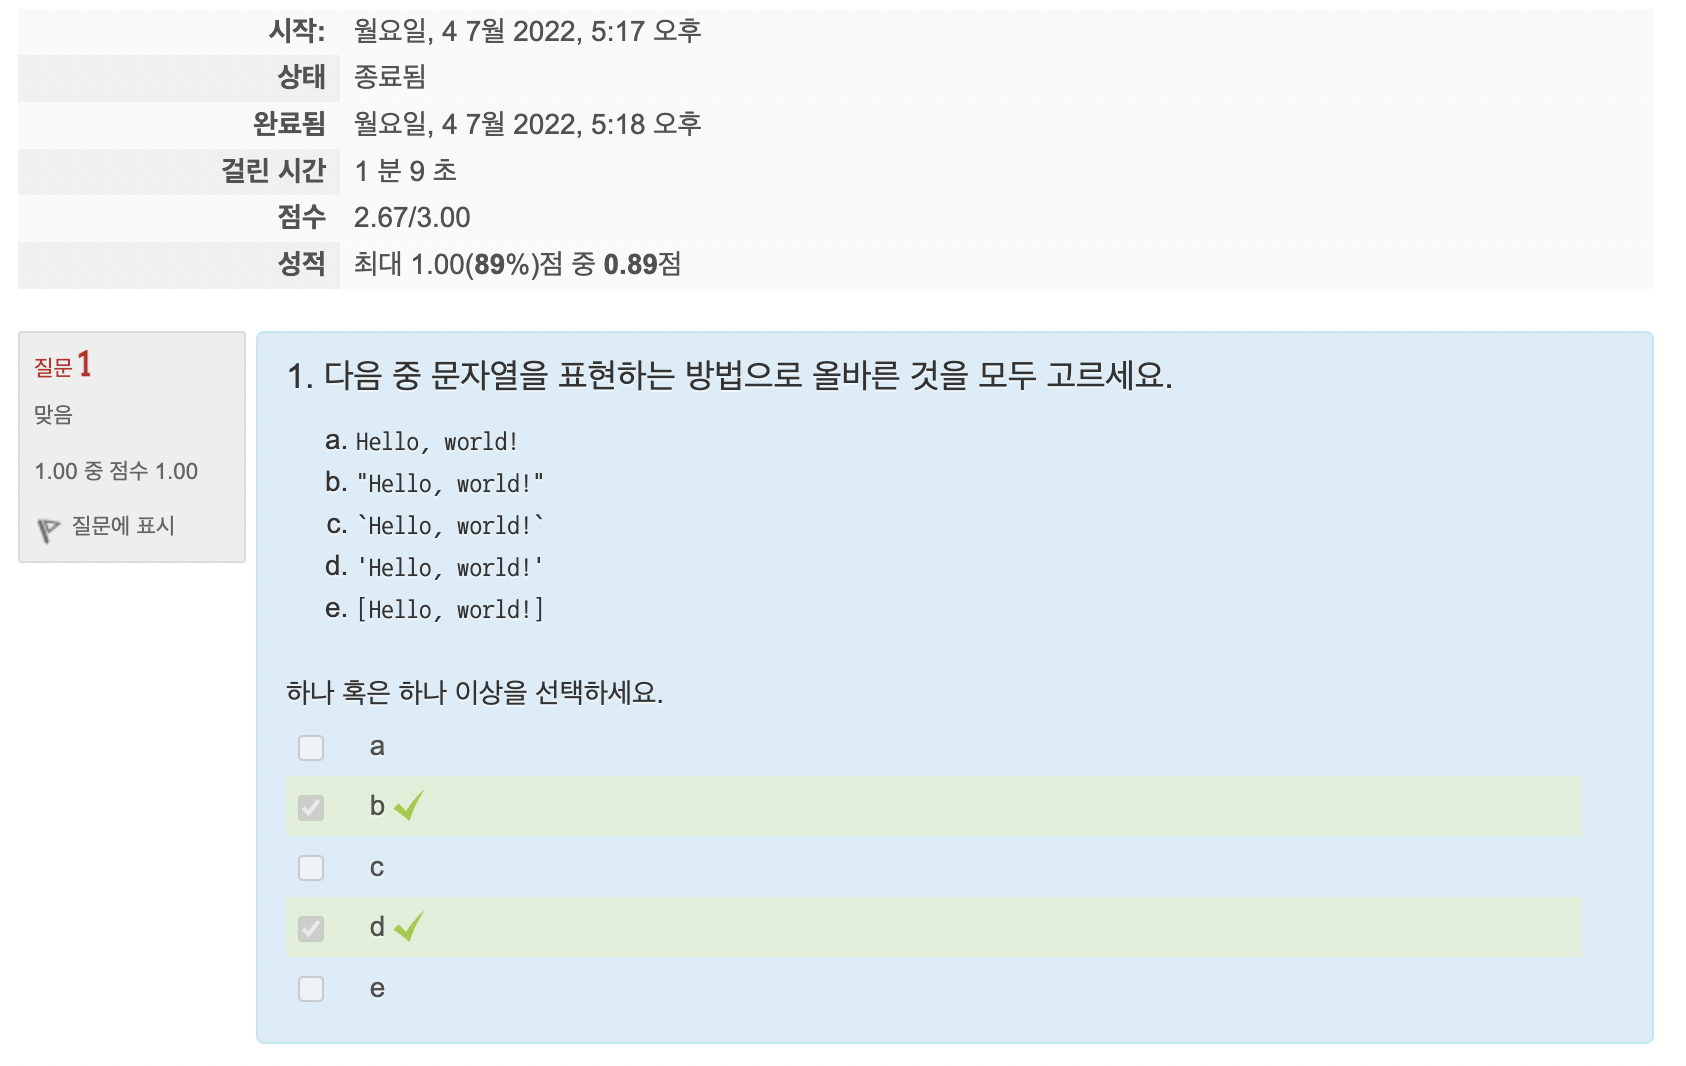 시작: 월요일, 4 7월 2022, 5:17 오후
상태 종료됨
완료됨 월요일, 4 7월 2022, 5:18 오후
걸린 시간 1 분 9 초
점수 2.67/3.00
성적 최대 1.00(89%)점 중 0.89점
질문 1
맞음
1.00 중 점수 1.00
질문에 표시
1. 다음 중 문자열을 표현하는 방법으로 올바른 것을 모두 고르세요.
a. Hello, world!
b. "Hello, world!"
c. `Hello, world!`
d. 'Hello, world!'
e. [Hello, world!]
하나 혹은 하나 이상을 선택하세요.
a
b
c
d
e